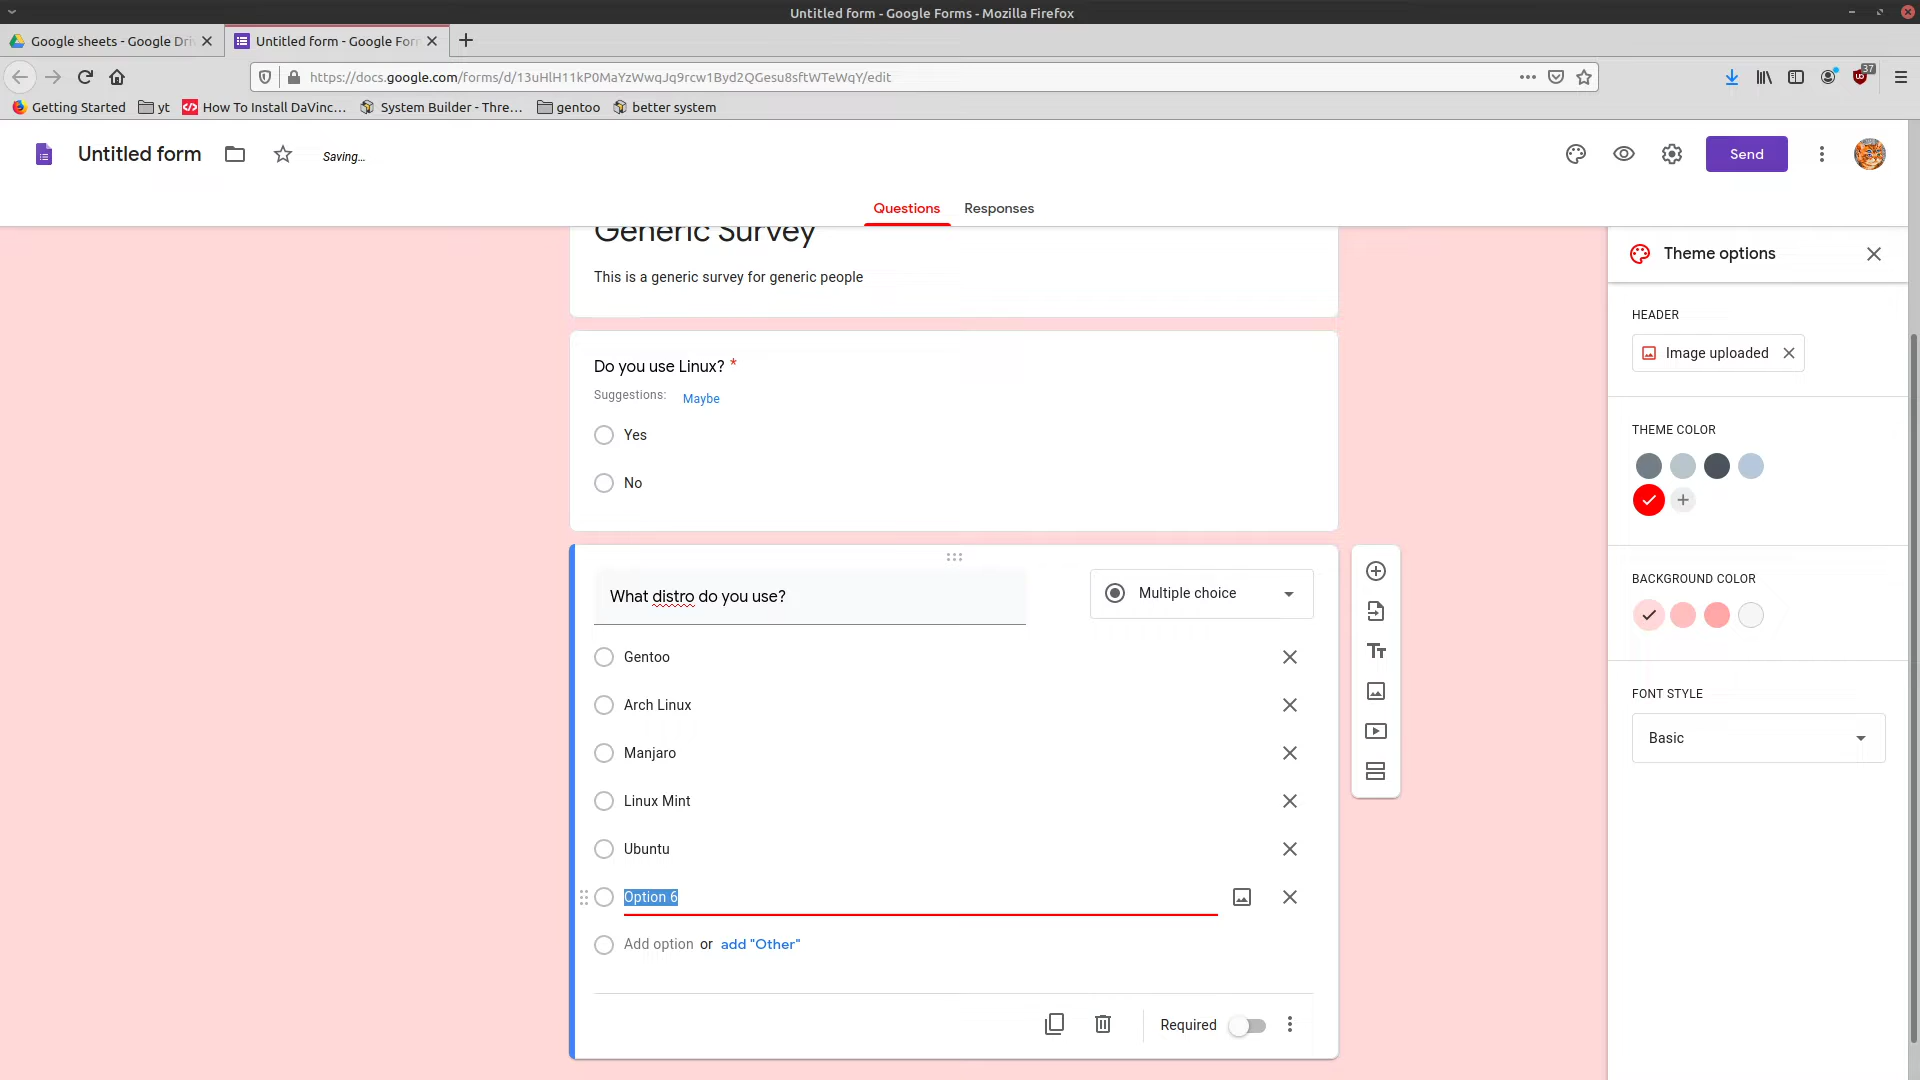 Untitled form - Google Forms - Mozilla Firefox
Google sheets - Google Dri
Untitled form - Google For
https://docs.google.com/forms/d/13uHlH11kP0MaYzWwqJq9rcw1Byd2QGesu8sftWTeWqY/edit
37
Getting Started
yt
How To Install DaVinc...
System Builder - Thre...
gentoo
better system
Untitled form
Saving...
Send
Questions
Responses
Generic Survey
This is a generic survey for generic people
Do you use Linux? *
Suggestions: Maybe
Yes
No
What distro do you use?
Multiple choice
Gentoo
Arch Linux
Manjaro
Linux Mint
Ubuntu
Option 6
Add option or add "Other"
Required
Theme options
HEADER
Image uploaded
THEME COLOR
BACKGROUND COLOR
FONT STYLE
Basic